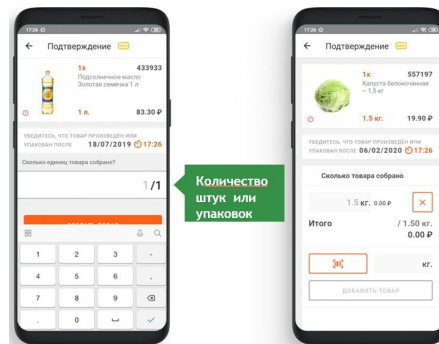 17:26
Подтверждение
1x
433933
Подсолнечное масло
Золотая семечка 1 л
1 л.
83.30 ₽
УБЕДИТЕСЬ, ЧТО ТОВАР ПРОИЗВЕДЁН ИЛИ
УПАКОВАН ПОСЛЕ 18/07/2019 17:26
Сколько единиц товара собрано?
1 /1
1 2 3 -
4 5 6 ,
7 8 9
. 0
Количество
штук или
упаковок
17:26
Подтверждение
1x
557197
Капуста белокочанная
~ 1,5 кг
1.5 кг.
19.90 ₽
УБЕДИТЕСЬ, ЧТО ТОВАР ПРОИЗВЕДЁН ИЛИ
УПАКОВАН ПОСЛЕ 06/02/2020 17:26
Сколько товара собрано
1.5 кг. 0.00 ₽
Итого
/ 1.50 кг.
0.00 ₽
кг.
ДОБАВИТЬ ТОВАР